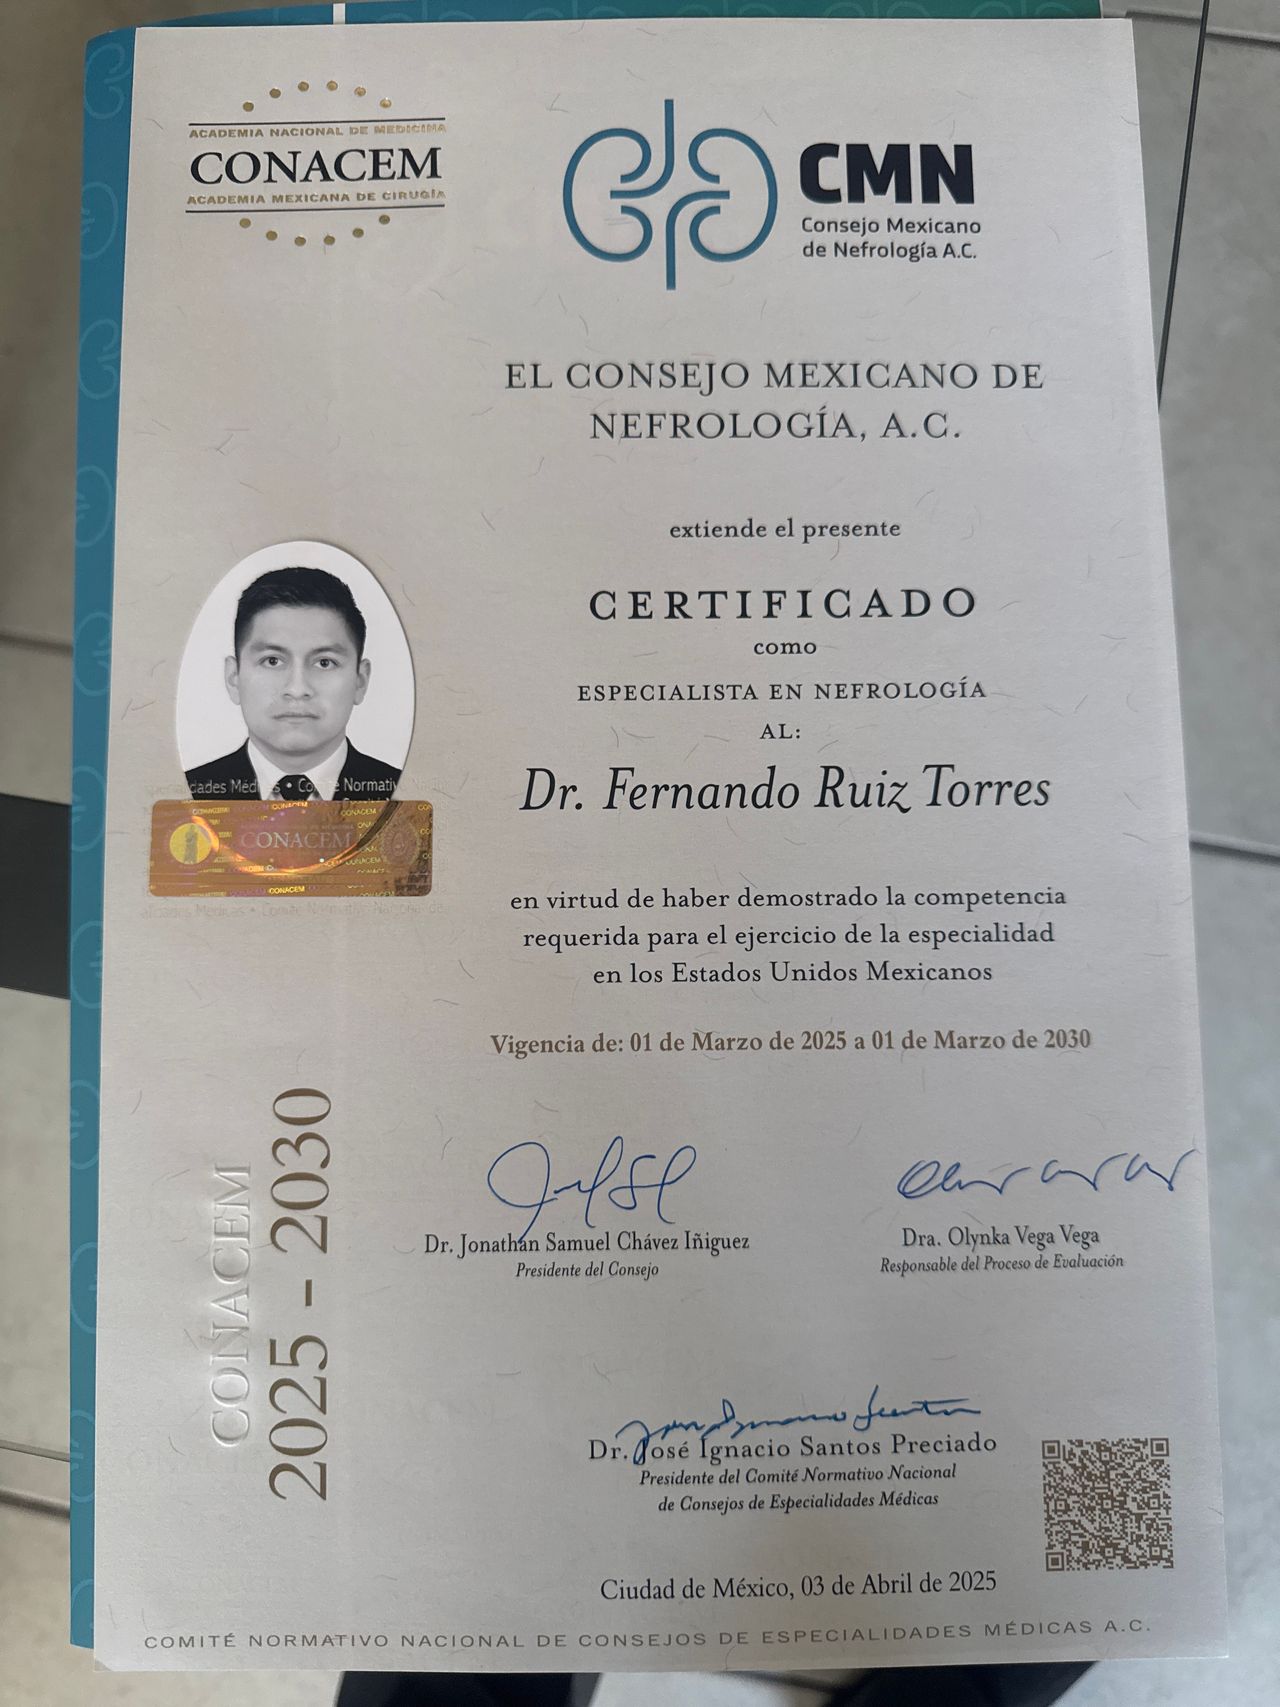 ACADEMIA NACIONAL DE MEDICINA
CONACEM
ACADEMIA MEXICANA DE CIRUGÍA
CMN
Consejo Mexicano
de Nefrología A.C.
EL CONSEJO MEXICANO DE
NEFROLOGÍA, A.C.
extiende el presente
CERTIFICADO
como
ESPECIALISTA EN NEFROLOGÍA
AL:
Dr. Fernando Ruiz Torres
CONACEM
en virtud de haber demostrado la competencia
requerida para el ejercicio de la especialidad
en los Estados Unidos Mexicanos
Vigencia de: 01 de Marzo de 2025 a 01 de Marzo de 2030
CONACEM
2025 - 2030
Dr. Jonathan Samuel Chávez Iñiguez
Presidente del Consejo
Dra. Olynka Vega Vega
Responsable del Proceso de Evaluación
Dr. José Ignacio Santos Preciado
Presidente del Comité Normativo Nacional
de Consejos de Especialidades Médicas
Ciudad de México, 03 de Abril de 2025
COMITÉ NORMATIVO NACIONAL DE CONSEJOS DE ESPECIALIDADES MÉDICAS A.C.